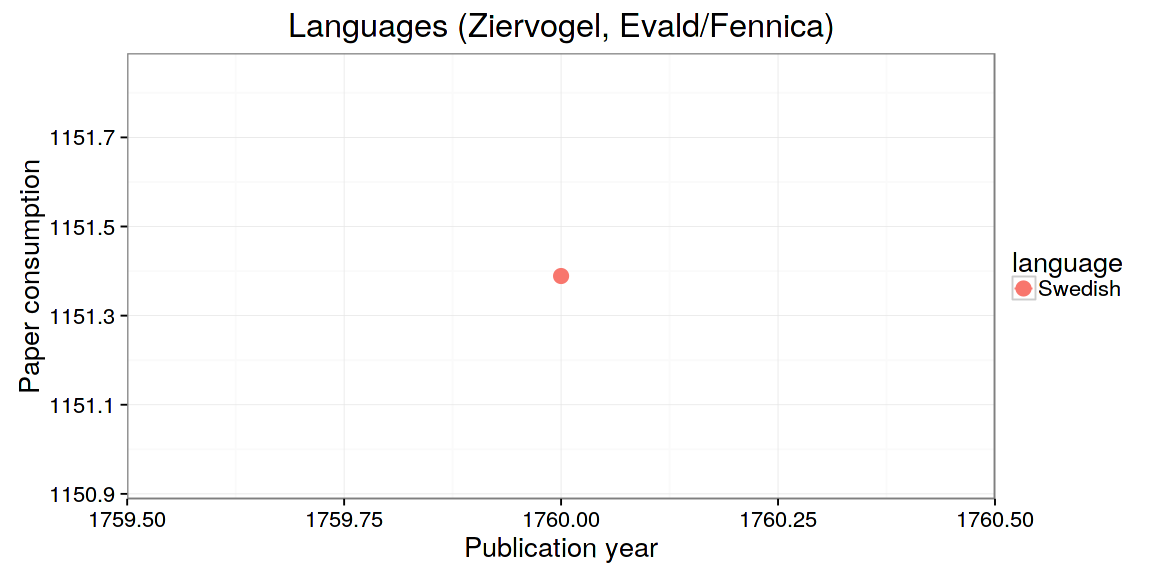 Languages (Ziervogel, Evald/Fennica)
Paper consumption
1151.7
1151.5
1151.3
1151.1
1150.9
1759.50 1759.75 1760.00 1760.25 1760.50
Publication year
language
Swedish